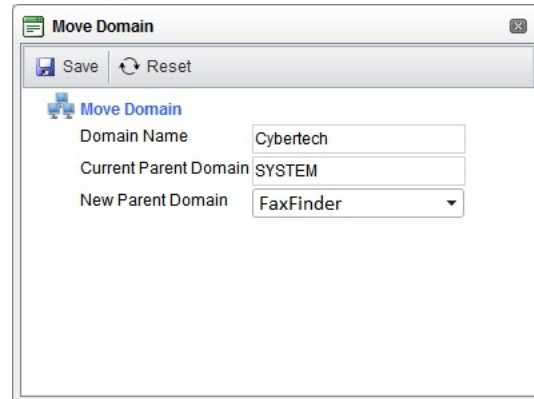 Move Domain
Save Reset
Move Domain
Domain Name Cybertech
Current Parent Domain SYSTEM
New Parent Domain FaxFinder